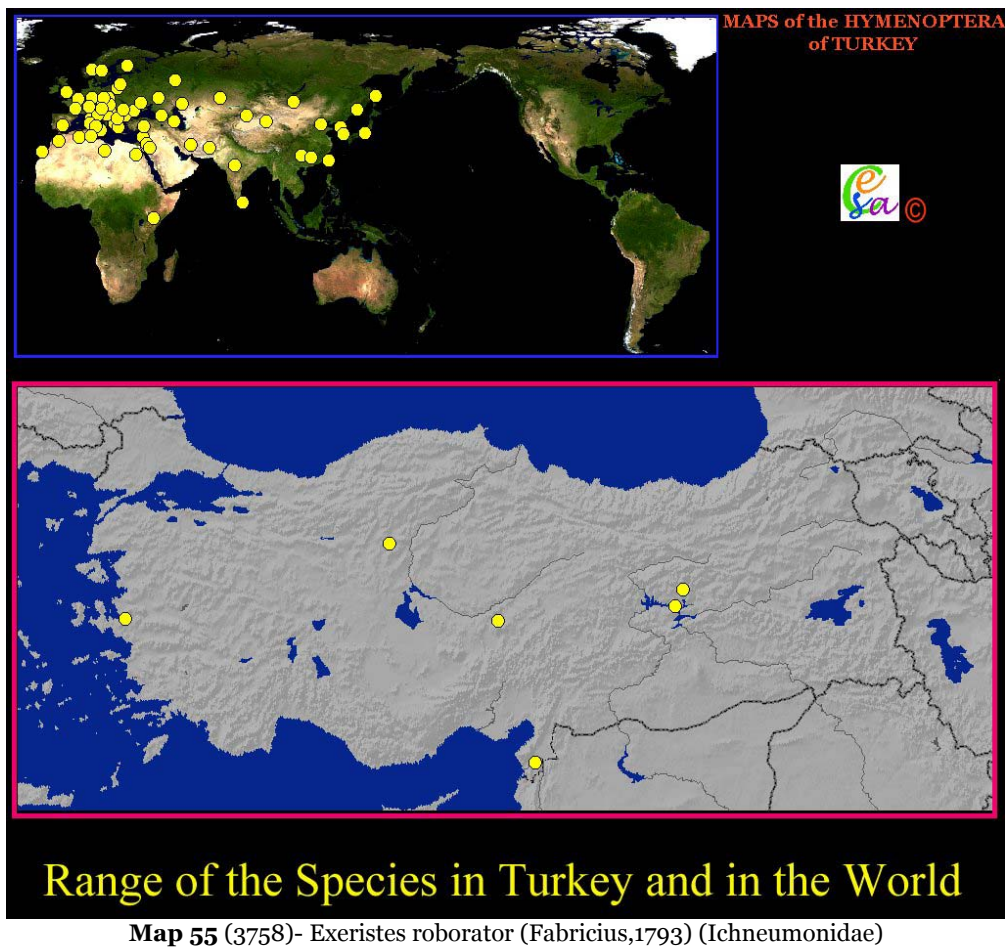 MAPS of the HYMENOPTERA
of TURKEY
Cesa ©
Range of the Species in Turkey and in the World
Map 55 (3758)- Exeristes roborator (Fabricius,1793) (Ichneumonidae)